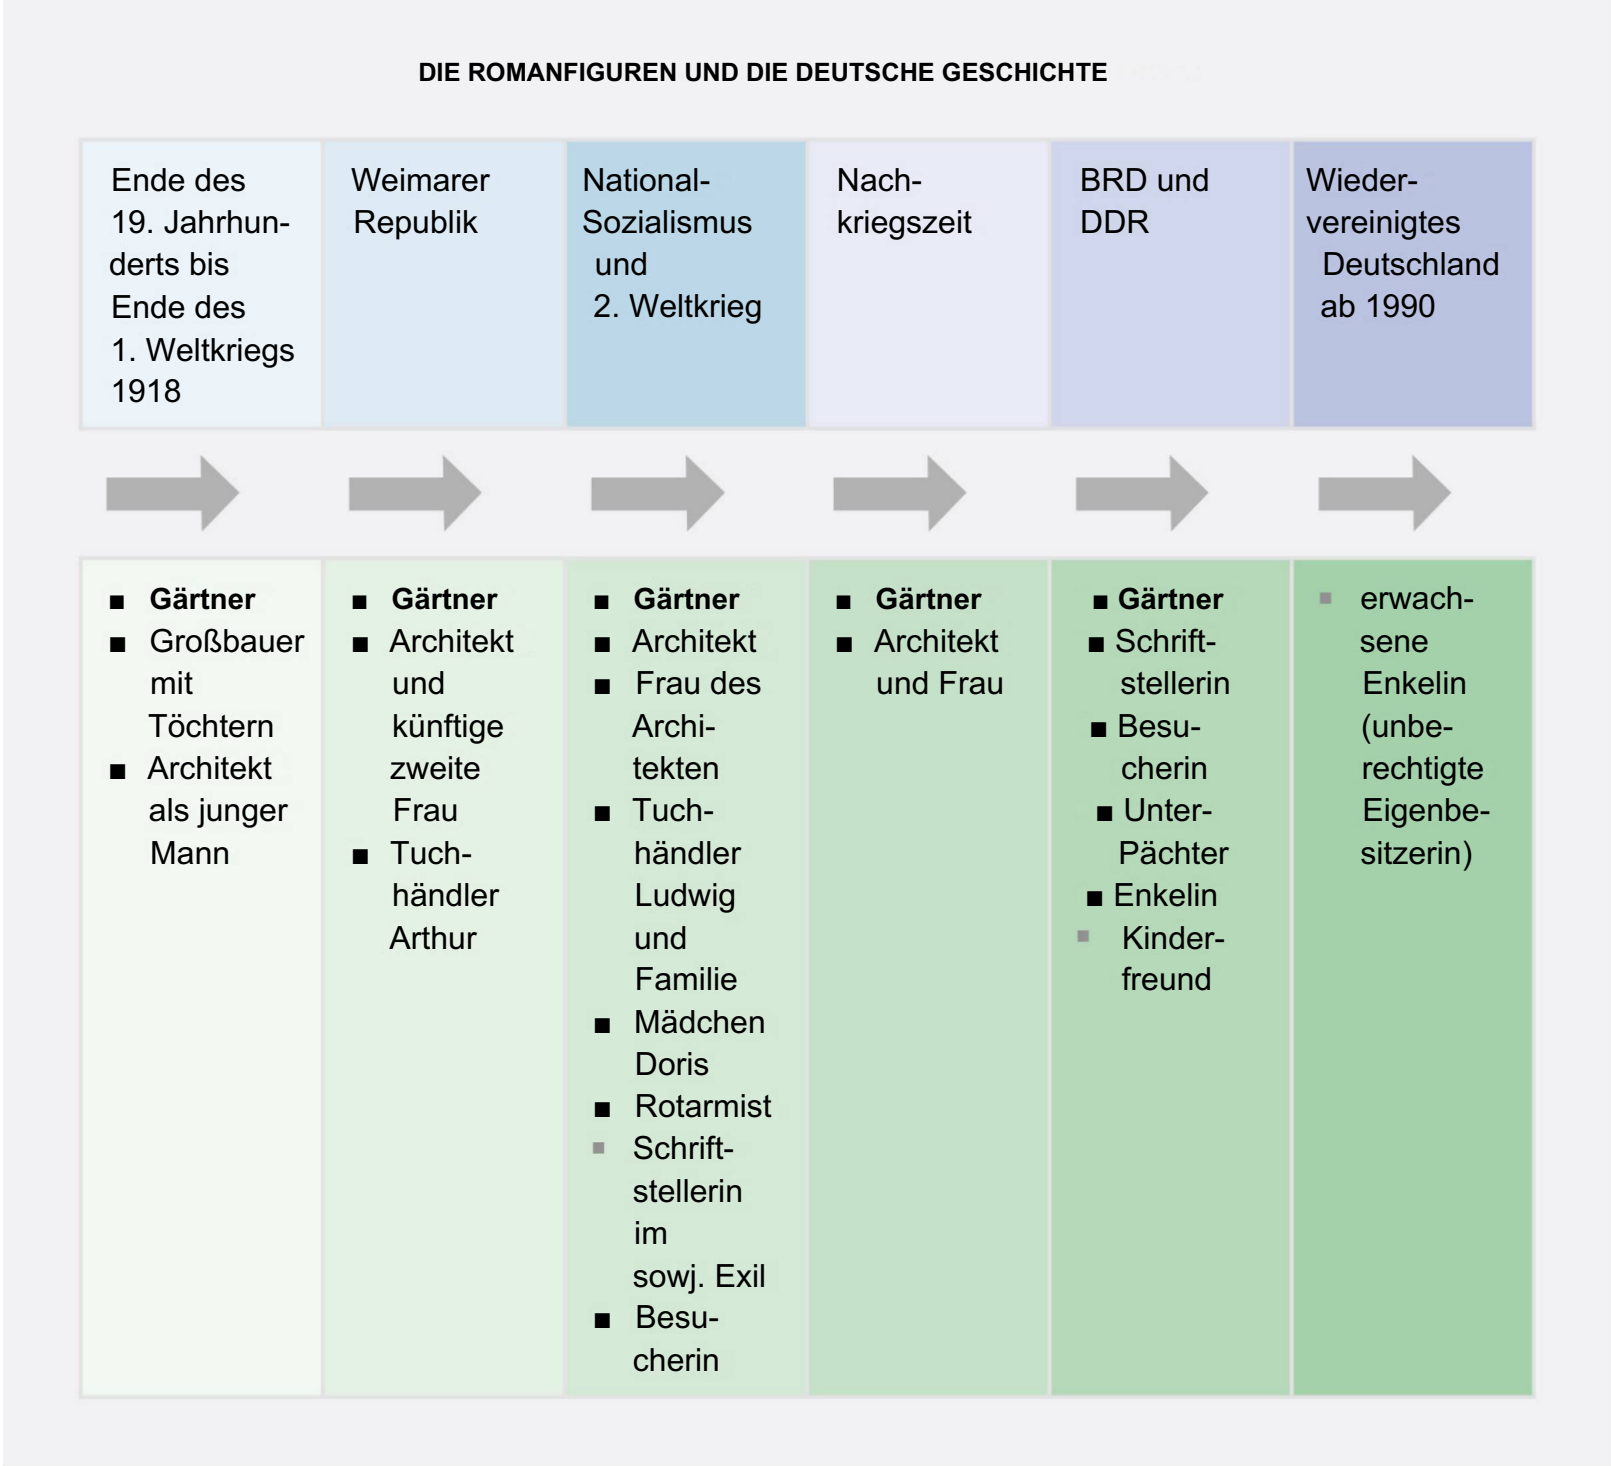 DIE ROMANFIGUREN UND DIE DEUTSCHE GESCHICHTE
Ende des
19. Jahrhun-
derts bis
Ende des
1. Weltkriegs
1918
Weimarer
Republik
National-
Sozialismus
und
2. Weltkrieg
Nach-
kriegszeit
BRD und
DDR
Wieder-
vereinigtes
Deutschland
ab 1990
■ Gärtner
■ Großbauer
mit
Töchtern
■ Architekt
als junger
Mann
■ Gärtner
■ Architekt
und
künftige
zweite
Frau
■ Tuch-
händler
Arthur
■ Gärtner
■ Architekt
■ Frau des
Archi-
tekten
■ Tuch-
händler
Ludwig
und
Familie
■ Mädchen
Doris
■ Rotarmist
▪ Schrift-
stellerin
im
sowj. Exil
■ Besu-
cherin
■ Gärtner
■ Architekt
und Frau
■ Gärtner
■ Schrift-
stellerin
■ Besu-
cherin
■ Unter-
Pächter
■ Enkelin
▪ Kinder-
freund
▪ erwach-
sene
Enkelin
(unbe-
rechtigte
Eigenbe-
sitzerin)